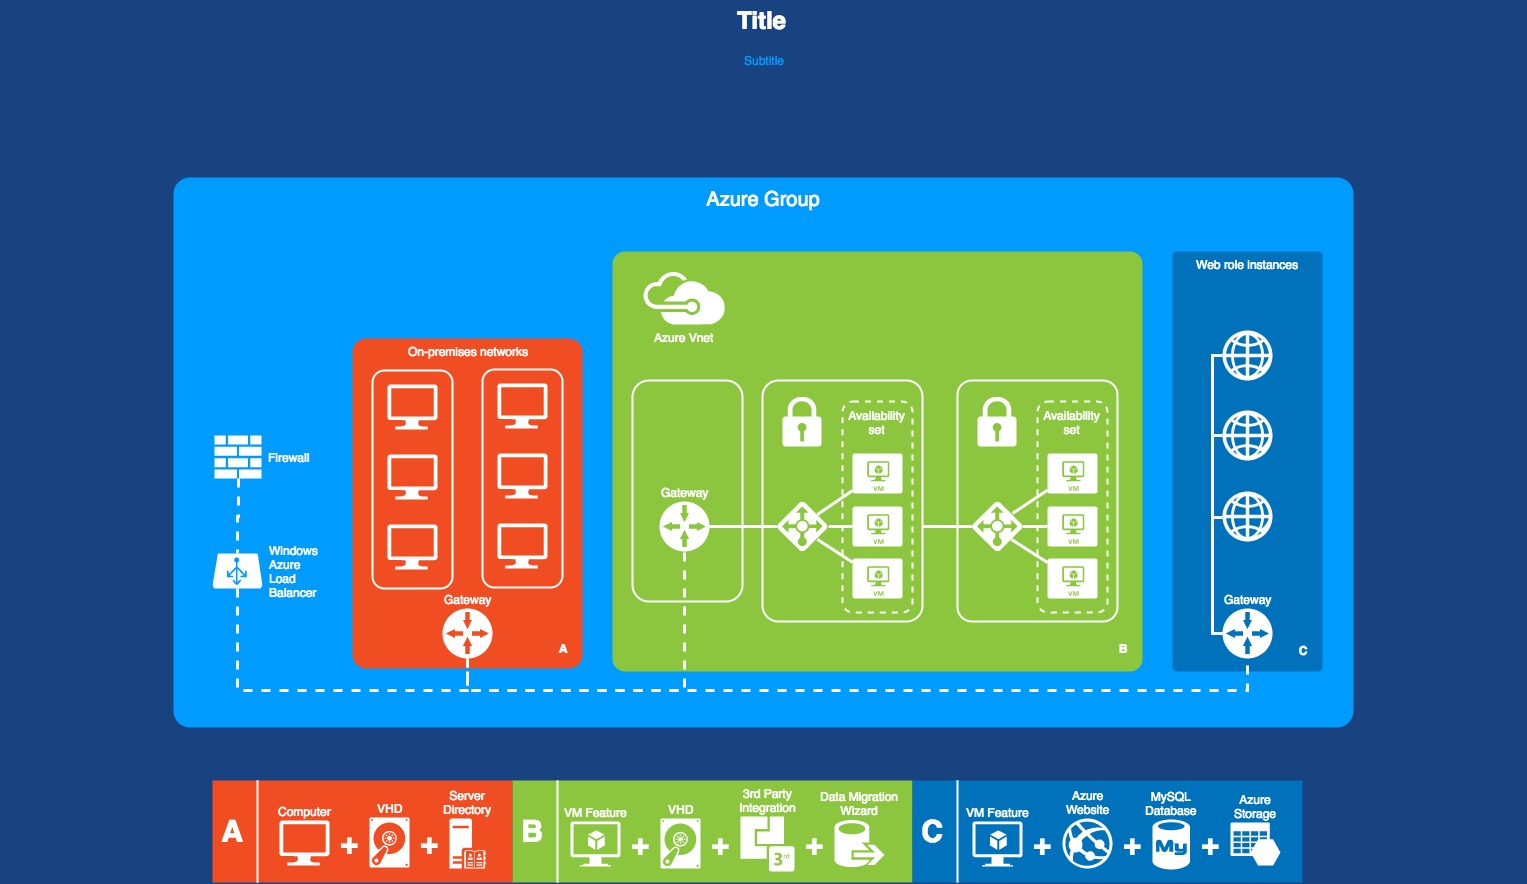 Title
Subtitle
Azure Group
Web role instances
Azure Vnet
On-premises networks
Availability
set
Availability
set
Firewall
VM
VM
Gateway
VM
VM
Windows
Azure
Load
Balancer
VM
VM
Gateway
Gateway
A
B
C
A
Computer
VHD
Server
Directory
B
VM Feature
VHD
3rd Party
Integration
3rd
Data Migration
Wizard
C
VM Feature
Azure
Website
MySQL
Database
My
Azure
Storage